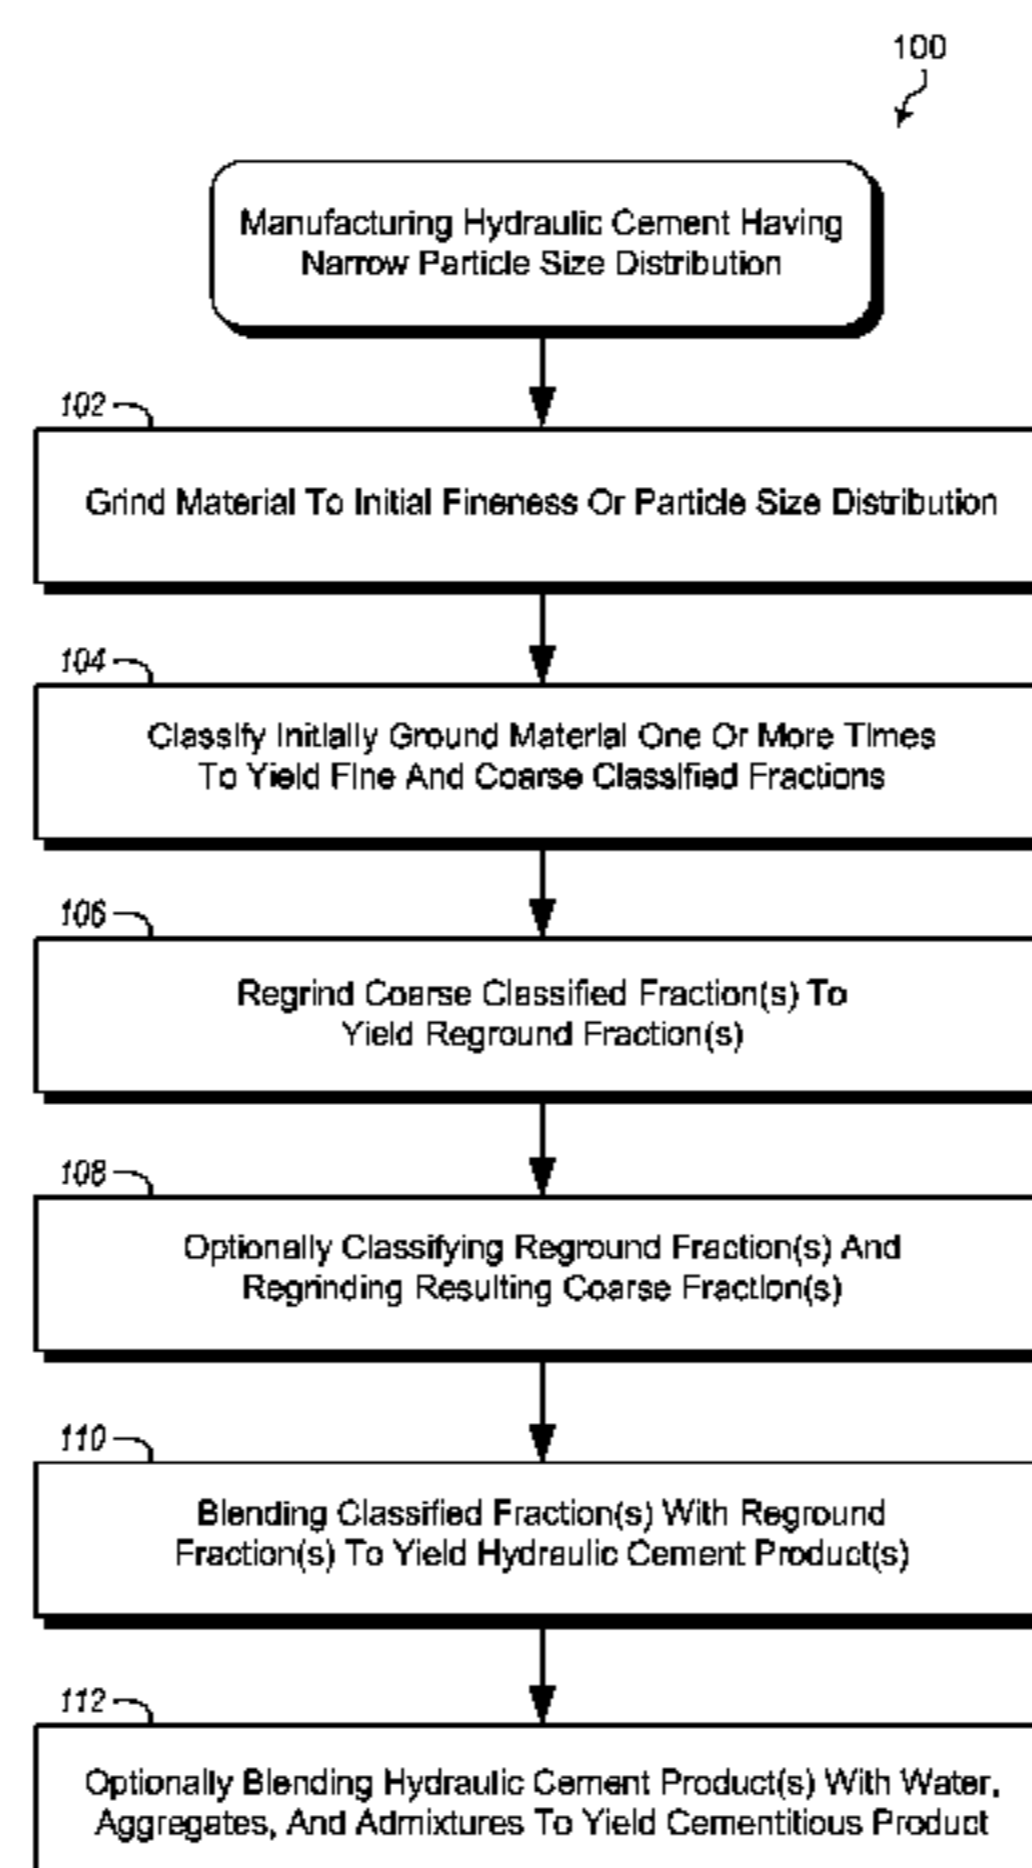 100
Manufacturing Hydraulic Cement Having
Narrow Particle Size Distribution
102
Grind Material To Initial Fineness Or Particle Size Distribution
104
Classify Initially Ground Material One Or More Times
To Yield Fine And Coarse Classified Fractions
106
Regrind Coarse Classified Fraction(s) To
Yield Reground Fraction(s)
108
Optionally Classifying Reground Fraction(s) And
Regrinding Resulting Coarse Fraction(s)
110
Blending Classified Fraction(s) With Reground
Fraction(s) To Yield Hydraulic Cement Product(s)
112
Optionally Blending Hydraulic Cement Product(s) With Water,
Aggregates, And Admixtures To Yield Cementitious Product